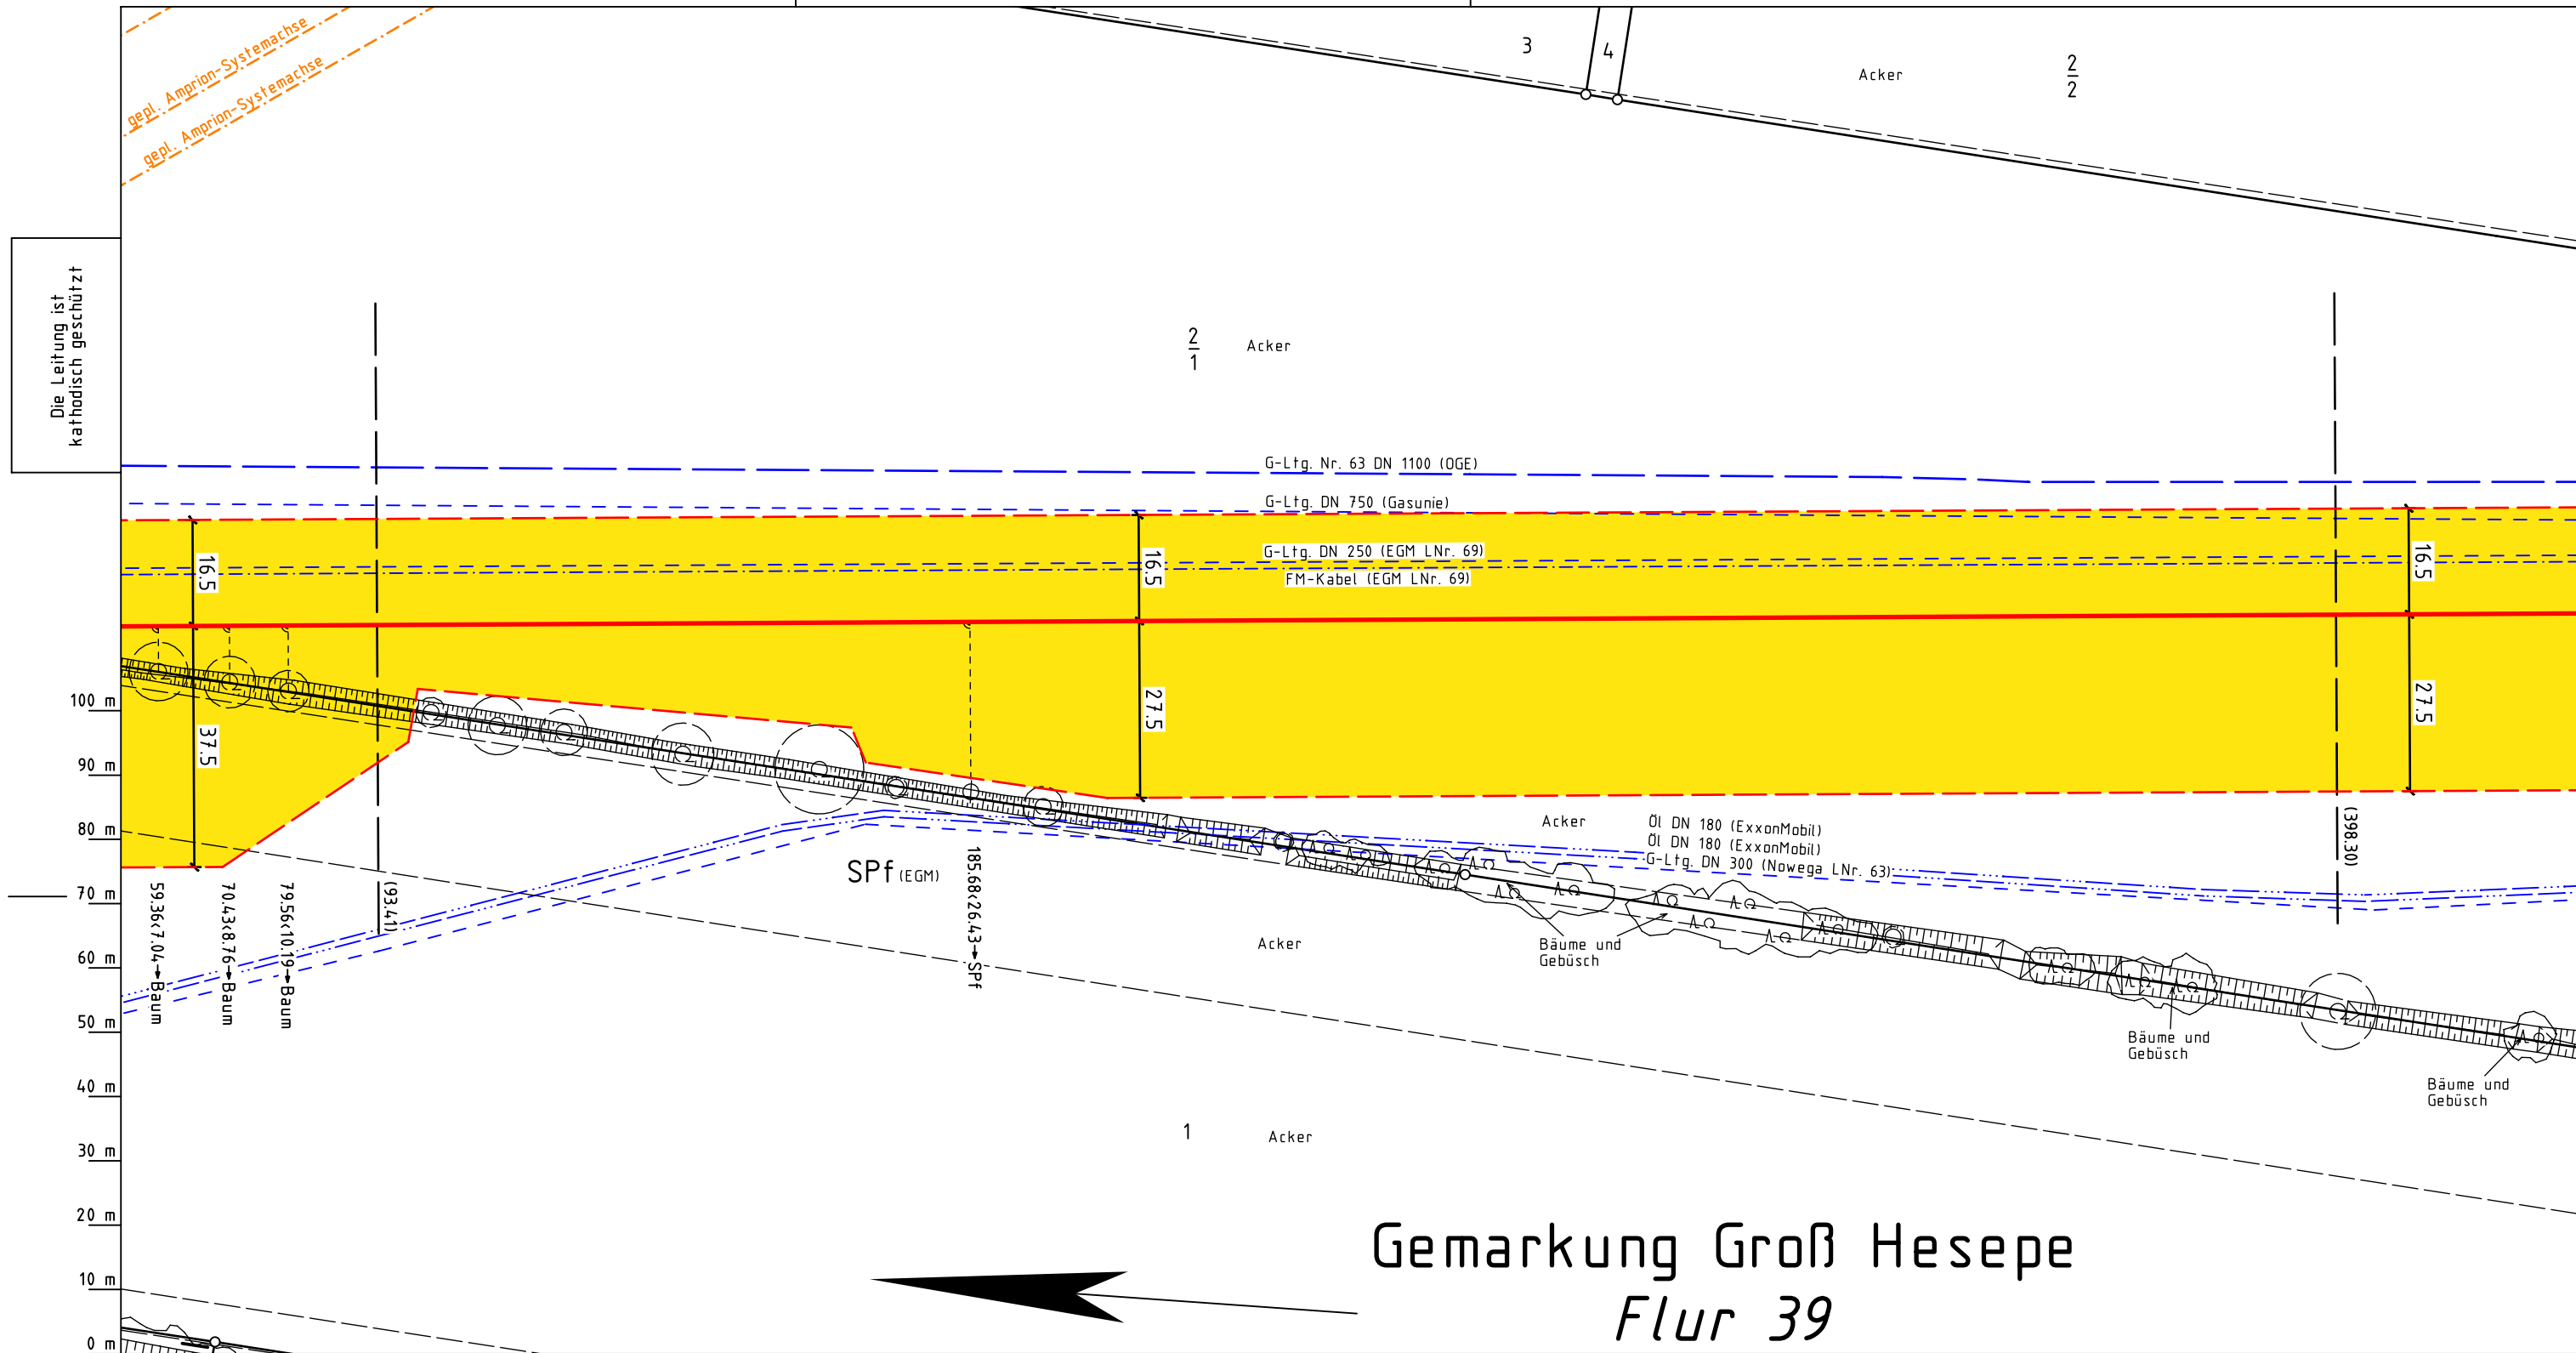 gepl. Amprion-Systemachse
gepl. Amprion-Systemachse
3
4
Acker
2
2
Die Leitung ist
kathodisch geschützt
2
1
Acker
G-Ltg. Nr. 63 DN 1100 (OGE)
G-Ltg. DN 750 (Gasunie)
G-Ltg. DN 250 (EGM LNr. 69)
FM-Kabel (EGM LNr. 69)
16.5
16.5
16.5
37.5
27.5
27.5
100 m
90 m
80 m
70 m
60 m
50 m
40 m
30 m
20 m
10 m
0 m
59.36<7.04→Baum
70.43<8.76→Baum
79.56<10.19→Baum
(93.41)
SPf (EGM)
185.68<26.43→SPf
Acker
Öl DN 180 (ExxonMobil)
Öl DN 180 (ExxonMobil)
G-Ltg. DN 300 (Nowega LNr. 63)
(398.30)
Acker
Bäume und
Gebüsch
Bäume und
Gebüsch
Bäume und
Gebüsch
1
Acker
Gemarkung Groß Hesepe
Flur 39